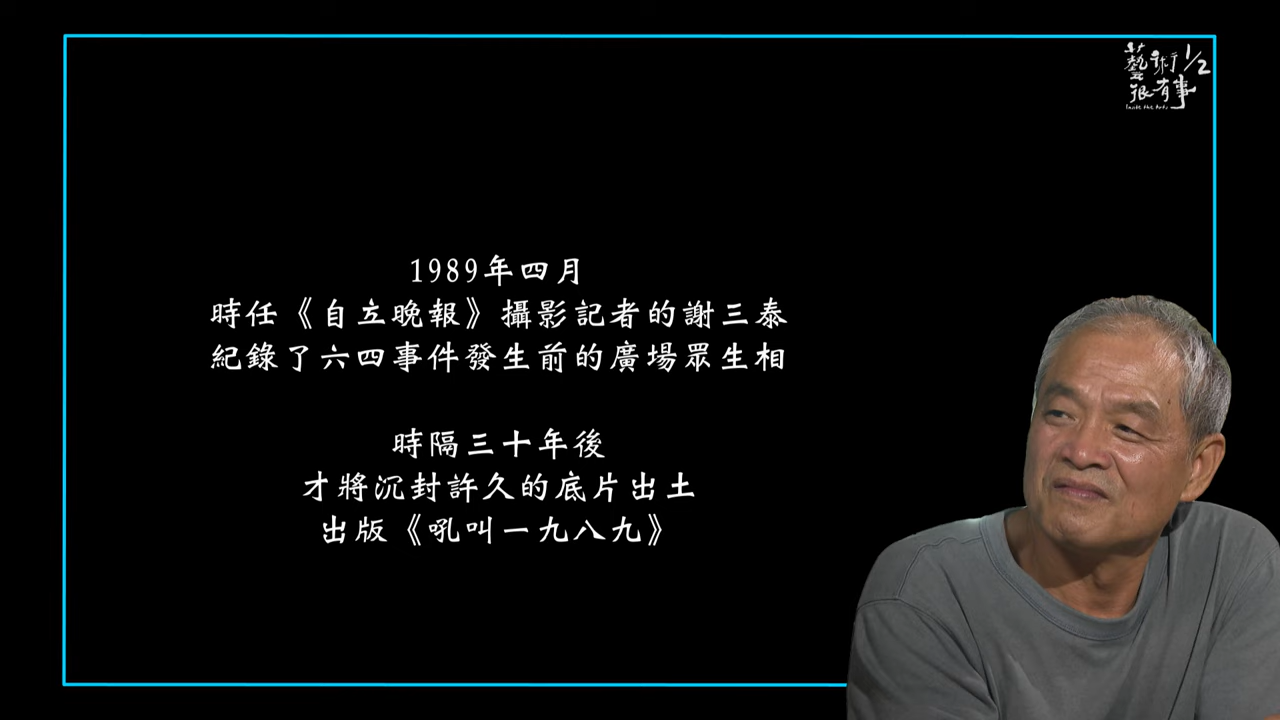 藝術1/2
很有事
Inside the Arts
1989年四月
時任《自立晚報》攝影記者的謝三泰
紀錄了六四事件發生前的廣場眾生相
時隔三十年後
才將沉封許久的底片出土
出版《吼叫一九八九》